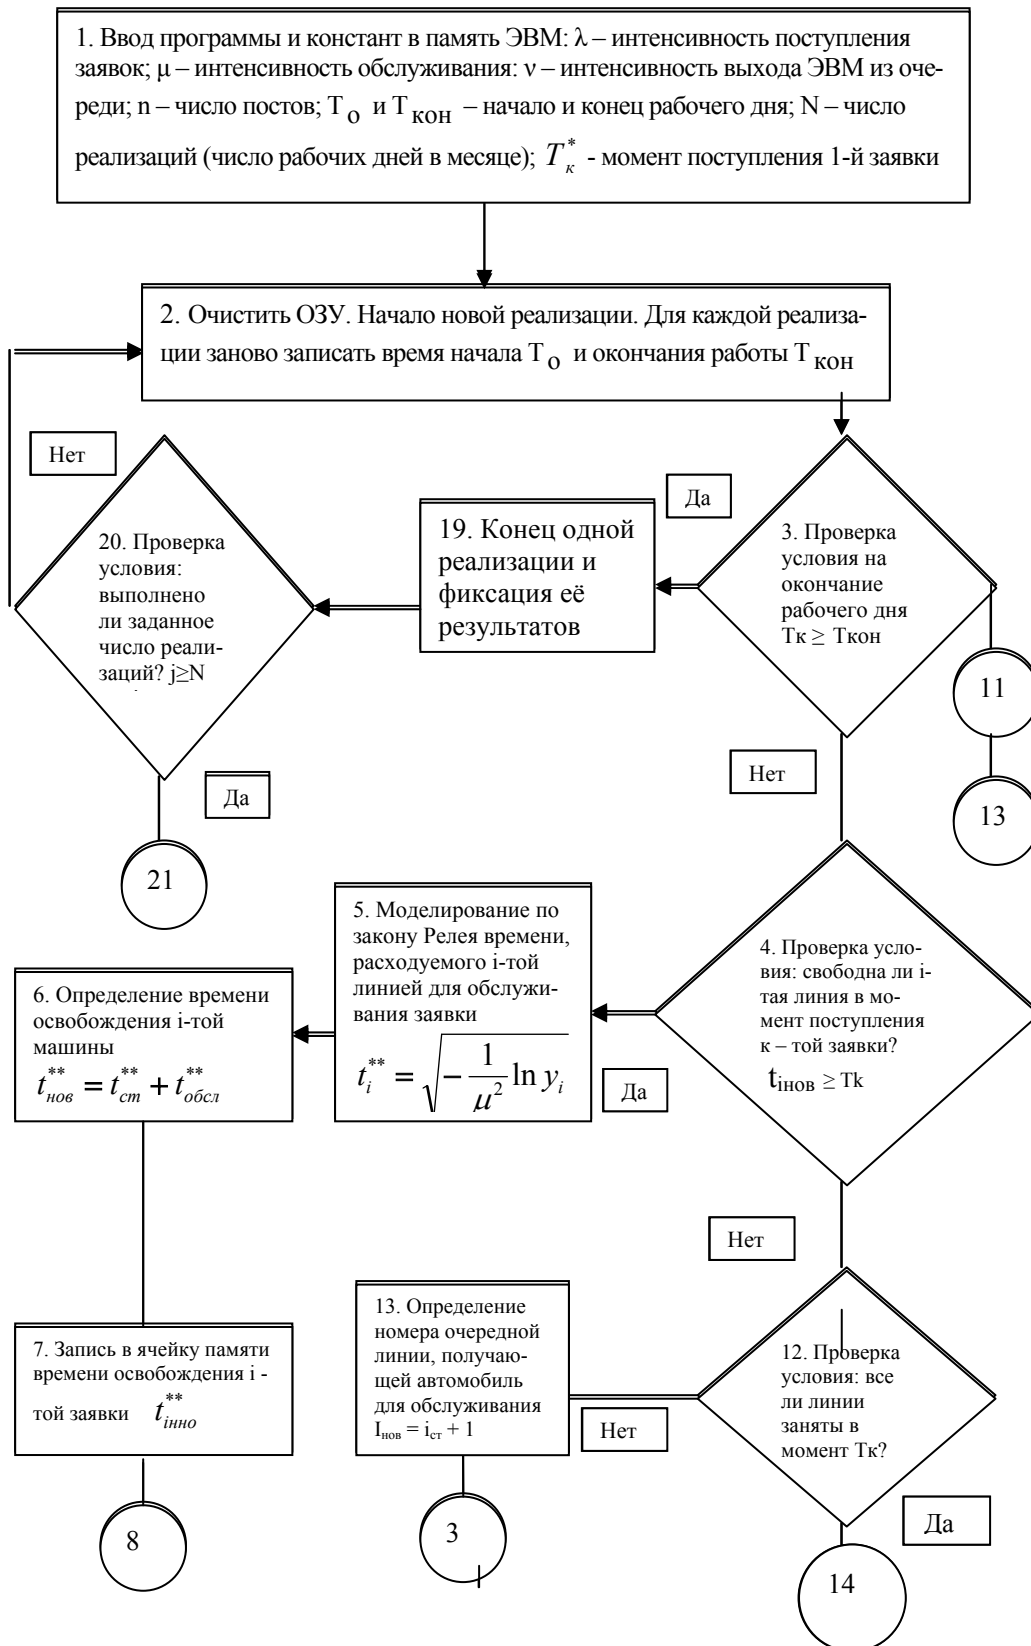 1. Ввод программы и констант в память ЭВМ: λ – интенсивность поступления
заявок; μ – интенсивность обслуживания: ν – интенсивность выхода ЭВМ из оче-
реди; n – число постов; Tо и Tкон – начало и конец рабочего дня; N – число
реализаций (число рабочих дней в месяце); T*к - момент поступления 1-й заявки
2. Очистить ОЗУ. Начало новой реализации. Для каждой реализа-
ции заново записать время начала Tо и окончания работы Tкон
Нет
Да
20. Проверка
условия:
выполнено
ли заданное
число реали-
заций? j≥N
19. Конец одной
реализации и
фиксация её
результатов
3. Проверка
условия на
окончание
рабочего дня
Тк ≥ Ткон
11
Нет
13
Да
21
5. Моделирование по
закону Релея времени,
расходуемого i-той
линией для обслужи-
вания заявки
t**i = √(-1/μ² ln yi)
6. Определение времени
освобождения i-той
машины
t**нов = t**ст + t**обсл
4. Проверка усло-
вия: свободна ли i-
тая линия в мо-
мент поступления
к – той заявки?
tiнов ≥ Tk
Да
Нет
7. Запись в ячейку памяти
времени освобождения i -
той заявки t**iнно
13. Определение
номера очередной
линии, получаю-
щей автомобиль
для обслуживания
Iнов = iст + 1
Нет
12. Проверка
условия: все
ли линии
заняты в
момент Тк?
Да
8
3
14